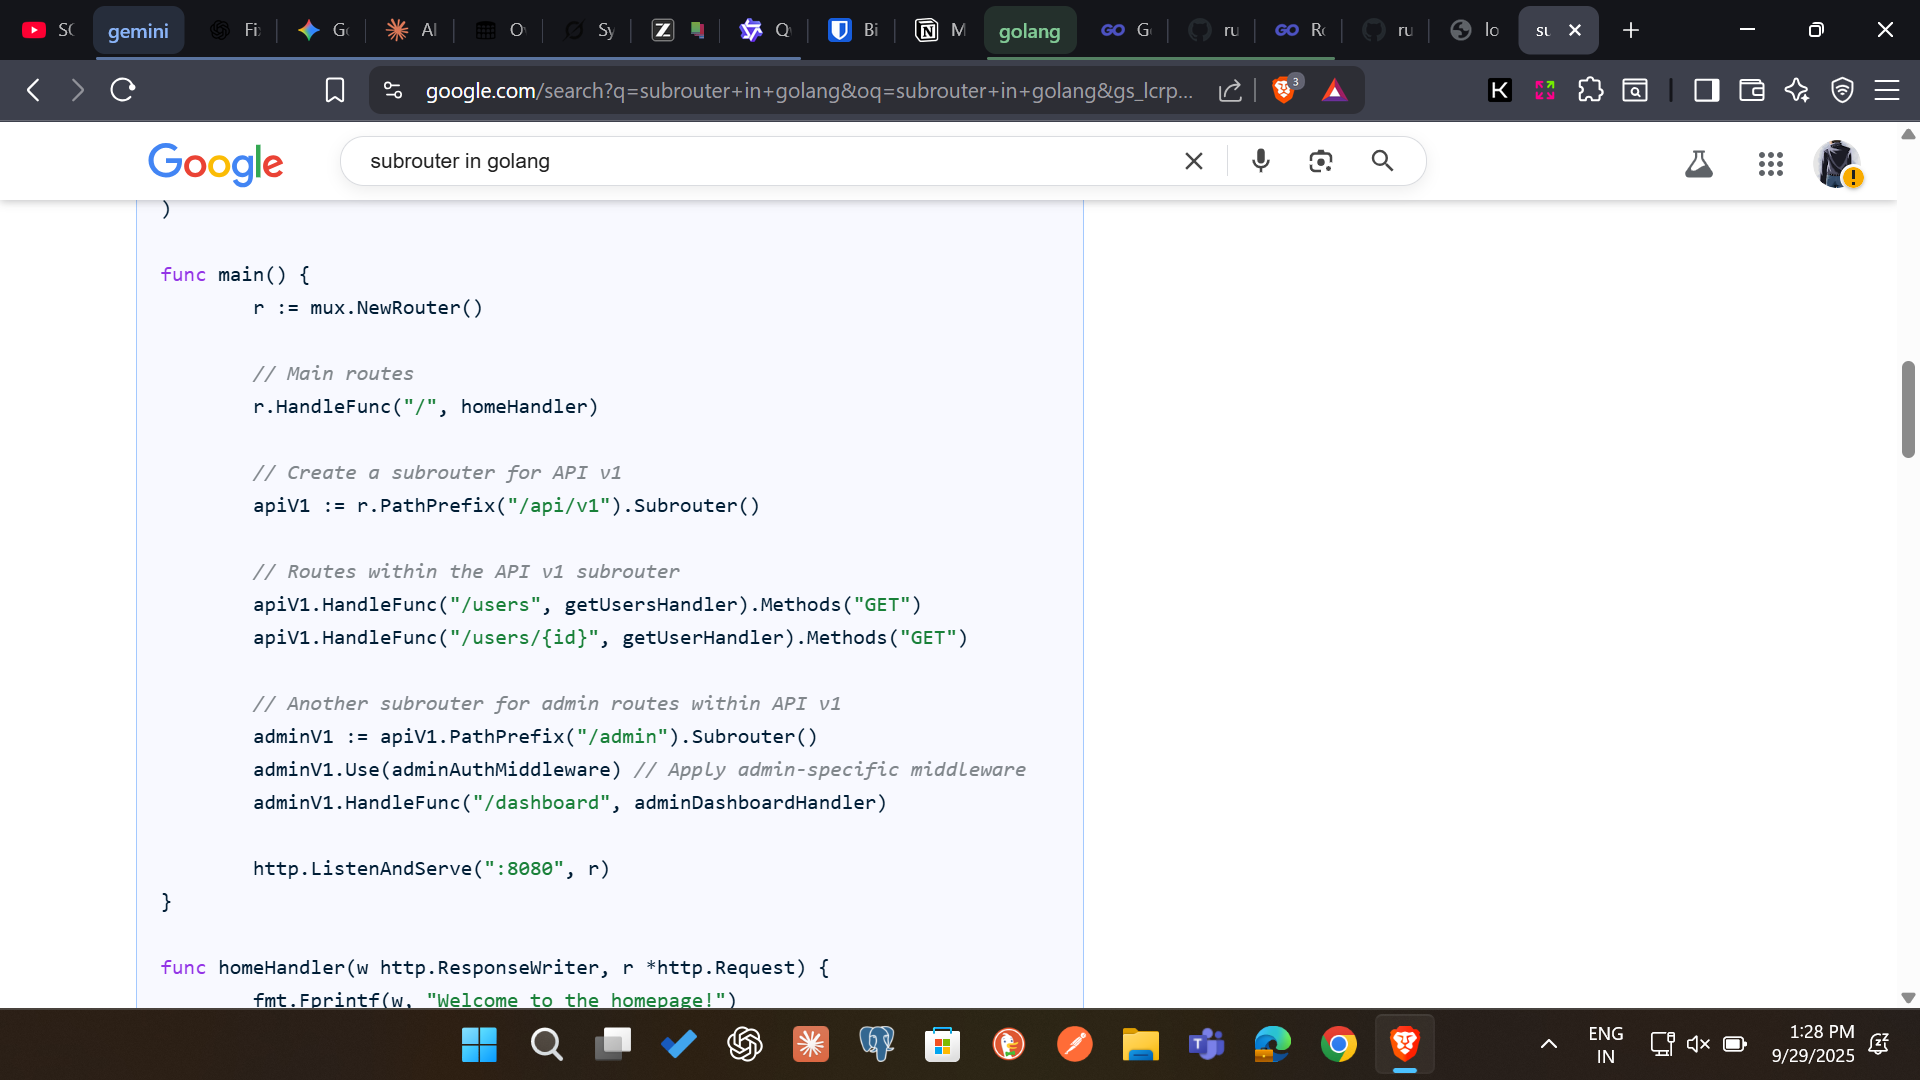 SC
gemini
Fi
Go
AI
O
Sy
Q
Bi
M
golang
G
ru
Ro
ru
lo
su
google.com/search?q=subrouter+in+golang&oq=subrouter+in+golang&gs_lcrp...
3
Google
subrouter in golang
)
func main() {
r := mux.NewRouter()
// Main routes
r.HandleFunc("/", homeHandler)
// Create a subrouter for API v1
apiV1 := r.PathPrefix("/api/v1").Subrouter()
// Routes within the API v1 subrouter
apiV1.HandleFunc("/users", getUsersHandler).Methods("GET")
apiV1.HandleFunc("/users/{id}", getUserHandler).Methods("GET")
// Another subrouter for admin routes within API v1
adminV1 := apiV1.PathPrefix("/admin").Subrouter()
adminV1.Use(adminAuthMiddleware) // Apply admin-specific middleware
adminV1.HandleFunc("/dashboard", adminDashboardHandler)
http.ListenAndServe(":8080", r)
}
func homeHandler(w http.ResponseWriter, r *http.Request) {
fmt.Fprintf(w, "Welcome to the homepage!")
ENG
IN
1:28 PM
9/29/2025